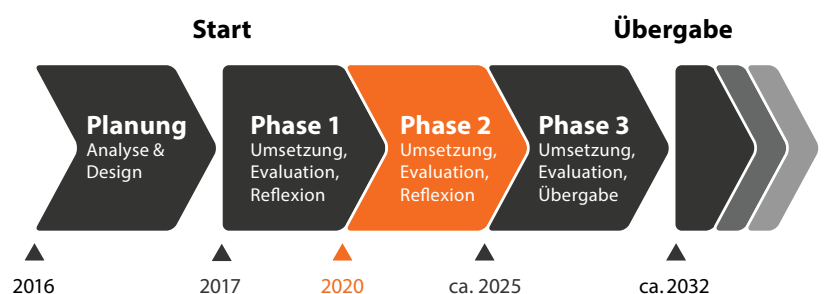 Start
Übergabe
Planung
Analyse &
Design
Phase 1
Umsetzung,
Evaluation,
Reflexion
Phase 2
Umsetzung,
Evaluation,
Reflexion
Phase 3
Umsetzung,
Evaluation,
Übergabe
2016
2017
2020
ca. 2025
ca. 2032